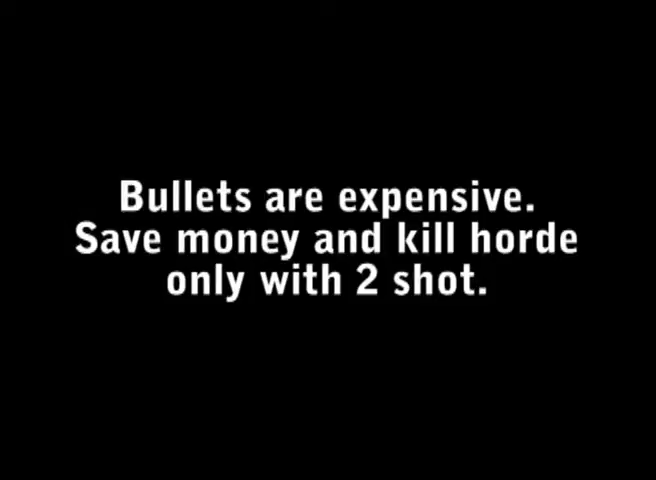 Bullets are expensive.
Save money and kill horde
only with 2 shot.